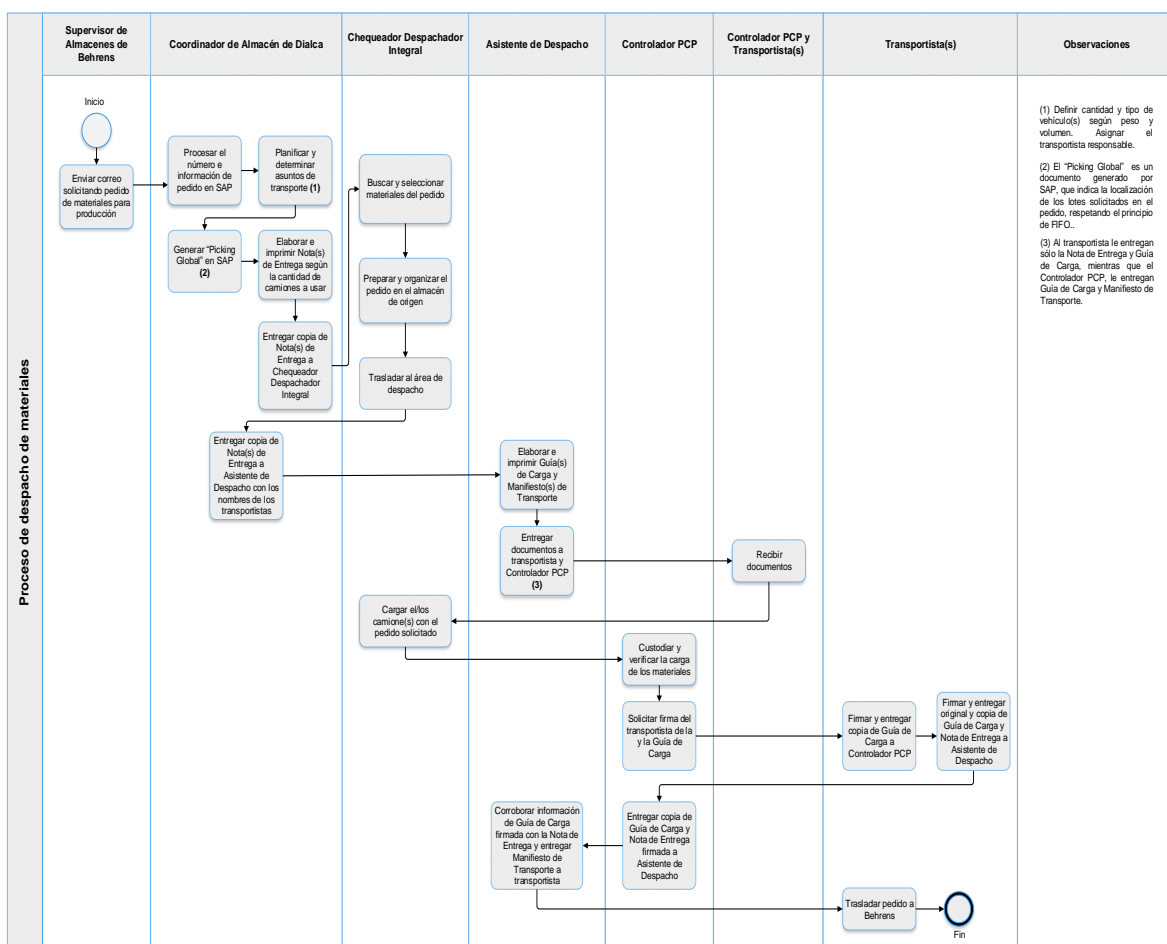 Proceso de despacho de materiales
Supervisor de
Almacenes de
Behrens
Coordinador de Almacén de Dialca
Chequeador Despachador
Integral
Asistente de Despacho
Controlador PCP
Controlador PCP y
Transportista(s)
Transportista(s)
Observaciones
Inicio
Enviar correo
solicitando pedido
de materiales para
producción
Procesar el
número e
información de
pedido en SAP
Planificar y
determinar
asuntos de
transporte (1)
Generar “Picking
Global” en SAP
(2)
Elaborar e
imprimir Nota(s)
de Entrega según
la cantidad de
camiones a usar
Entregar copia de
Nota(s) de
Entrega a
Chequeador
Despachador
Integral
Buscar y seleccionar
materiales del pedido
Preparar y organizar el
pedido en el almacén
de origen
Trasladar al área de
despacho
Entregar copia de
Nota(s) de
Entrega a
Asistente de
Despacho con los
nombres de los
transportistas
Elaborar e
imprimir Guía(s)
de Carga y
Manifiesto(s) de
Transporte
Entregar
documentos a
transportista y
Controlador PCP
(3)
Recibir
documentos
Cargar el/los
camione(s) con el
pedido solicitado
Custodiar y
verificar la carga
de los materiales
Solicitar firma del
transportista de la
y la Guía de
Carga
Firmar y entregar
copia de Guía de
Carga a
Controlador PCP
Firmar y entregar
original y copia de
Guía de Carga y
Nota de Entrega a
Asistente de
Despacho
Entregar copia de
Guía de Carga y
Nota de Entrega
firmada a
Asistente de
Despacho
Corroborar información
de Guía de Carga
firmada con la Nota de
Entrega y entregar
Manifiesto de
Transporte a
transportista
Trasladar pedido a
Behrens
Fin
(1) Definir cantidad y tipo de
vehículo(s) según peso y
volumen. Asignar el
transportista responsable.
(2) El “Picking Global” es un
documento generado por
SAP, que indica la localización
de los lotes solicitados en el
pedido, respetando el principio
de FIFO..
(3) Al transportista le entregan
sólo la Nota de Entrega y Guía
de Carga, mientras que el
Controlador PCP, le entregan
Guía de Carga y Manifiesto de
Transporte.